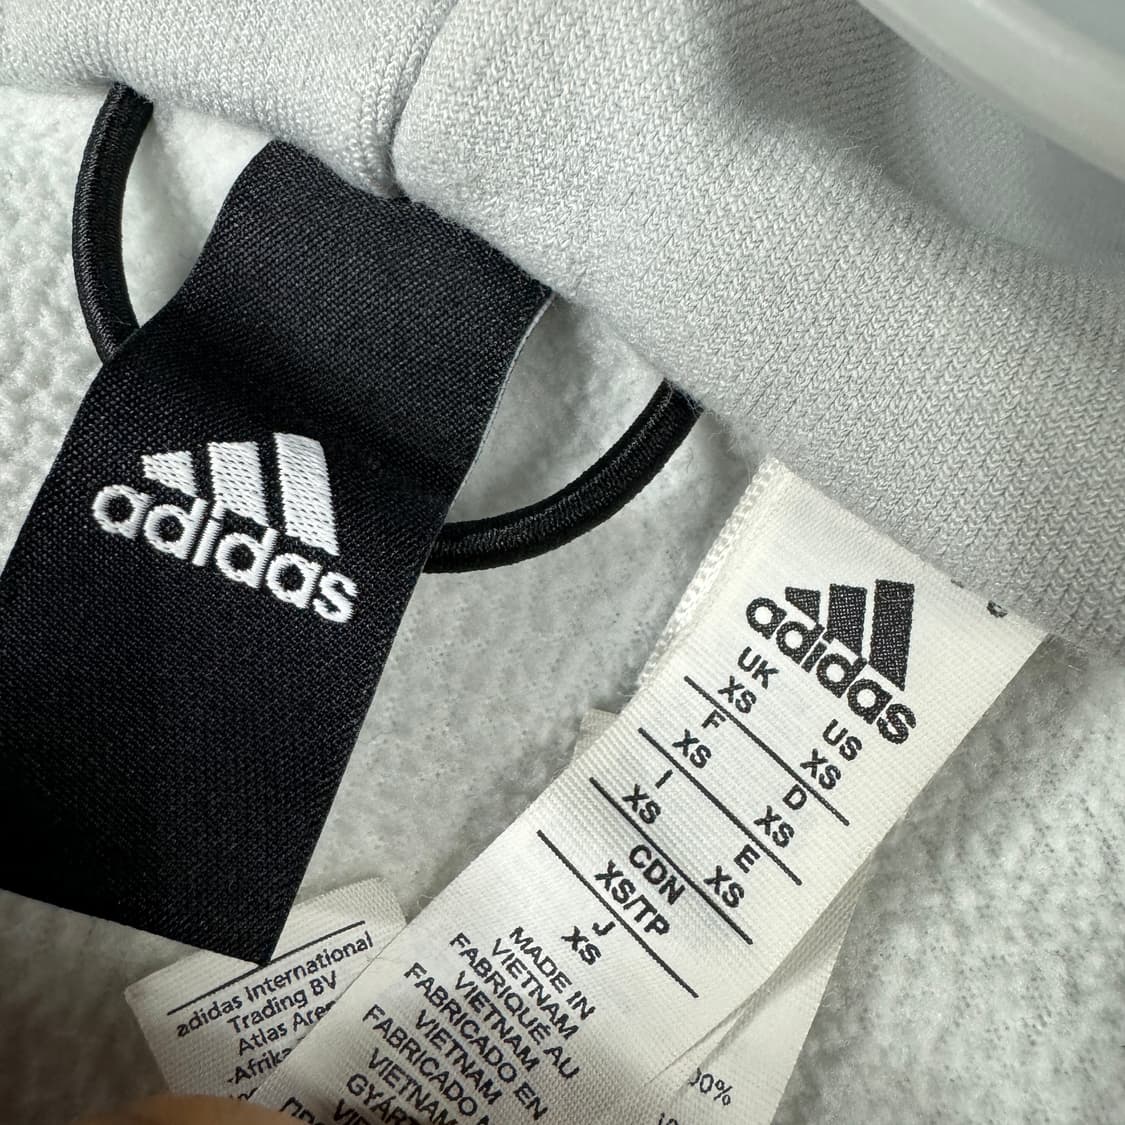 adidas
adidas
UK US
XS XS
F D
XS XS
I E
XS XS
CDN
XS/TP
J
XS
MADE IN
VIETNAM
FABRIQUÉ AU
VIETNAM
FABRICADO EN
VIETNAM
FABRICADO
VIETNAM
adidas International
Trading BV
Atlas